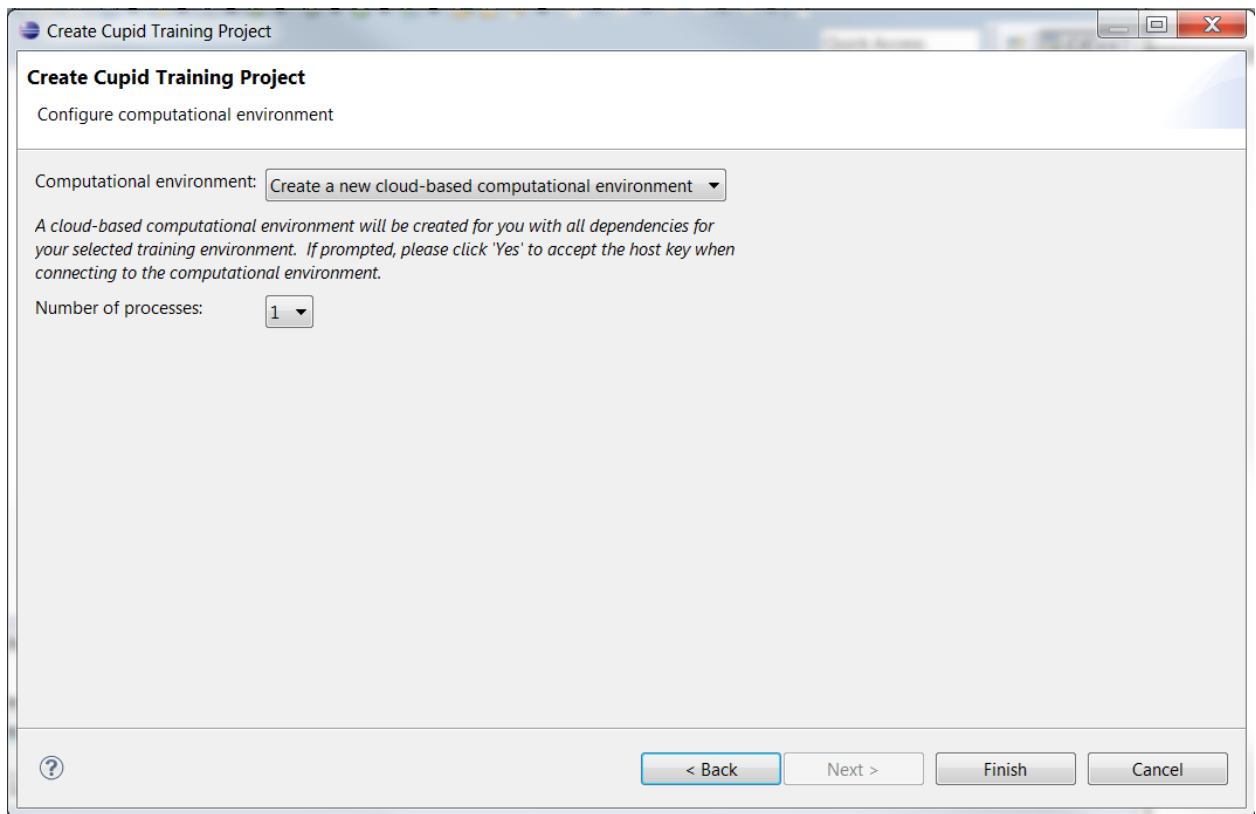 Create Cupid Training Project
Create Cupid Training Project
Configure computational environment
Computational environment: Create a new cloud-based computational environment
A cloud-based computational environment will be created for you with all dependencies for
your selected training environment.  If prompted, please click 'Yes' to accept the host key when
connecting to the computational environment.
Number of processes: 1
< Back Next > Finish Cancel